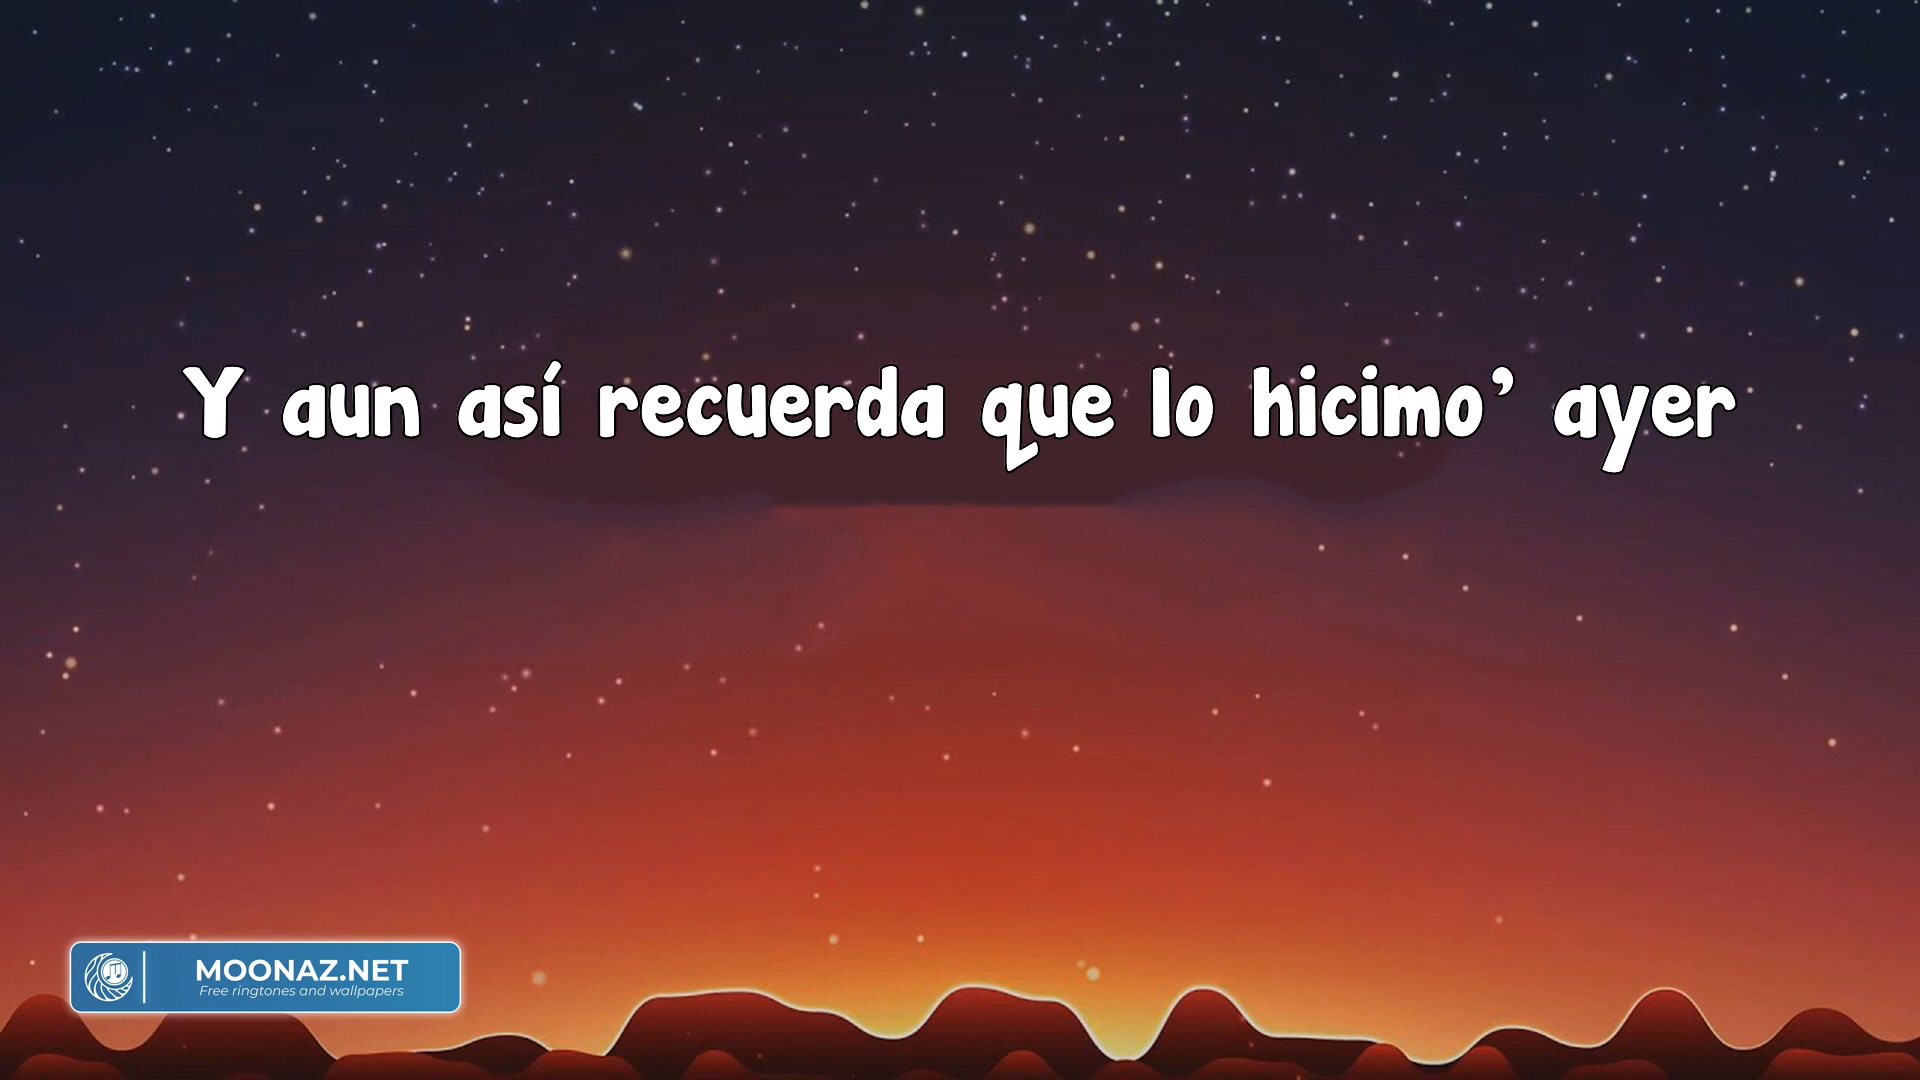 Y aun así recuerda que lo hicimo’ ayer
MOONAZ.NET
Free ringtones and wallpapers